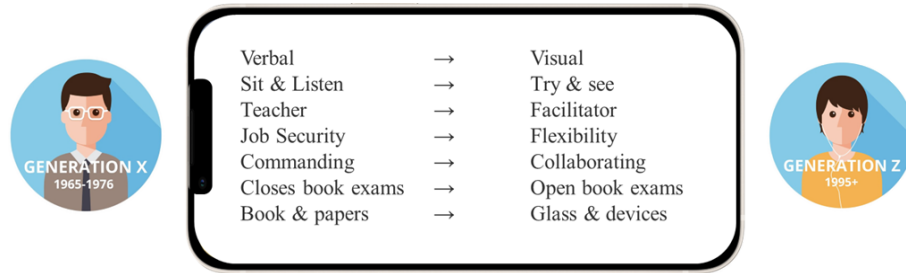 GENERATION X
1965-1976
Verbal → Visual
Sit & Listen → Try & see
Teacher → Facilitator
Job Security → Flexibility
Commanding → Collaborating
Closes book exams → Open book exams
Book & papers → Glass & devices
GENERATION Z
1995+